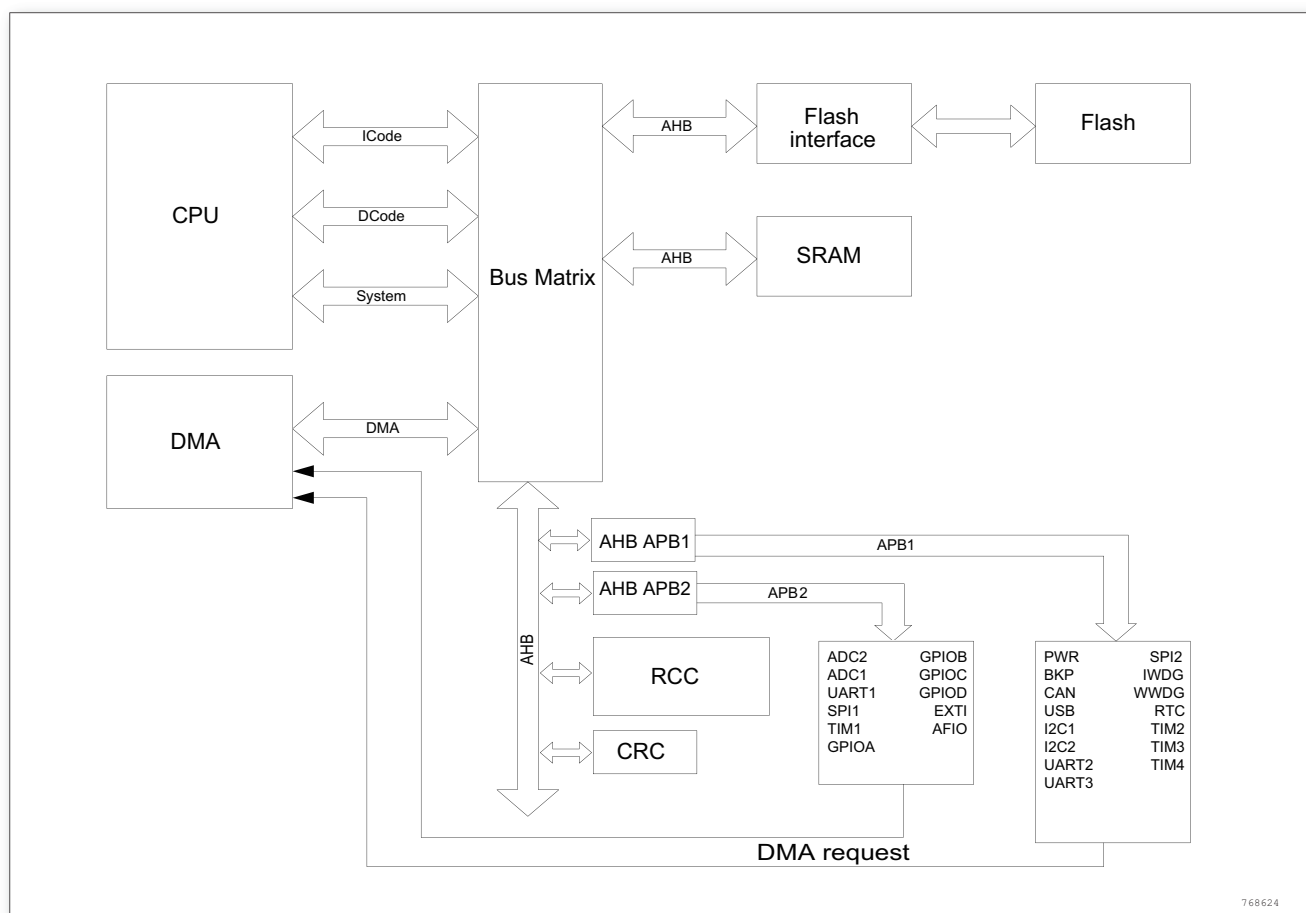 CPU
ICode
DCode
System
Bus Matrix
AHB
Flash
interface
Flash
AHB
SRAM
DMA
DMA
AHB
AHB APB1
APB1
AHB APB2
APB2
RCC
CRC
ADC2 GPIOB
ADC1 GPIOC
UART1 GPIOD
SPI1 EXTI
TIM1 AFIO
GPIOA
PWR SPI2
BKP IWDG
CAN WWDG
USB RTC
I2C1 TIM2
I2C2 TIM3
UART2 TIM4
UART3
DMA request
768624